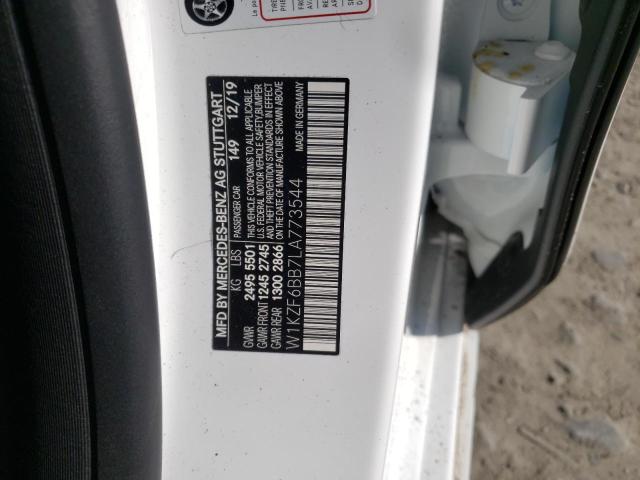 MFD BY MERCEDES-BENZ AG STUTTGART
PASSENGER CAR 149 12/19
KG LBS
GVWR 2495 5501
GAWR FRONT 1245 2745
GAWR REAR 1300 2866
THIS VEHICLE CONFORMS TO ALL APPLICABLE
U.S. FEDERAL MOTOR VEHICLE SAFETY, BUMPER
AND THEFT PREVENTION STANDARDS IN EFFECT
ON THE DATE OF MANUFACTURE SHOWN ABOVE
MADE IN GERMANY
W1KZF6BB7LA773544